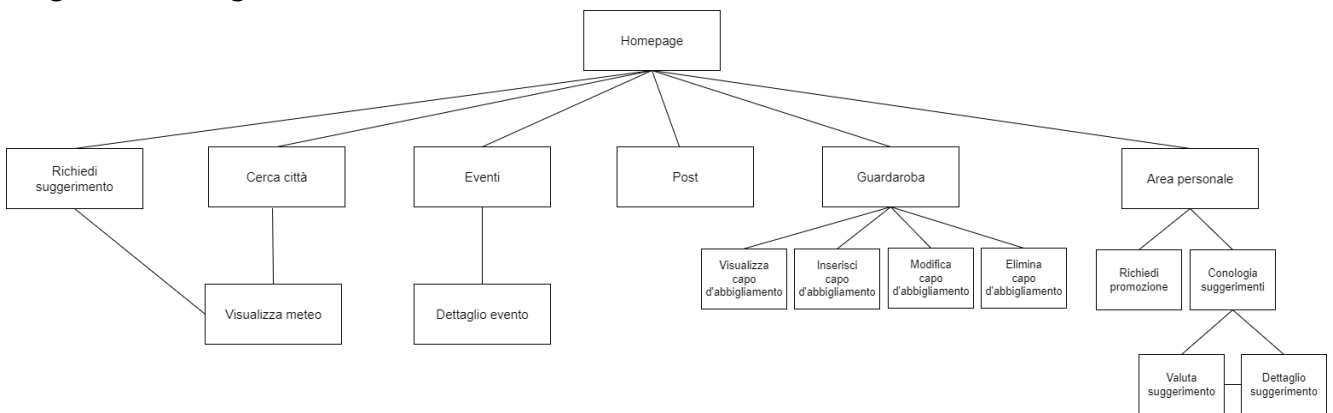 Homepage
Richiedi
suggerimento
Cerca città
Eventi
Post
Guardaroba
Area personale
Visualizza
capo
d'abbigliamento
Inserisci
capo
d'abbigliamento
Modifica
capo
d'abbigliamento
Elimina
capo
d'abbigliamento
Richiedi
promozione
Conologia
suggerimenti
Visualizza meteo
Dettaglio evento
Valuta
suggerimento
Dettaglio
suggerimento